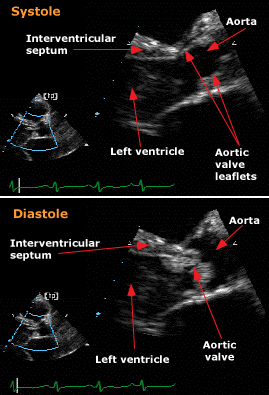 Systole
Aorta
Interventricular
septum
Left ventricle
Aortic
valve
leaflets
Diastole
Aorta
Interventricular
septum
Left ventricle
Aortic
valve